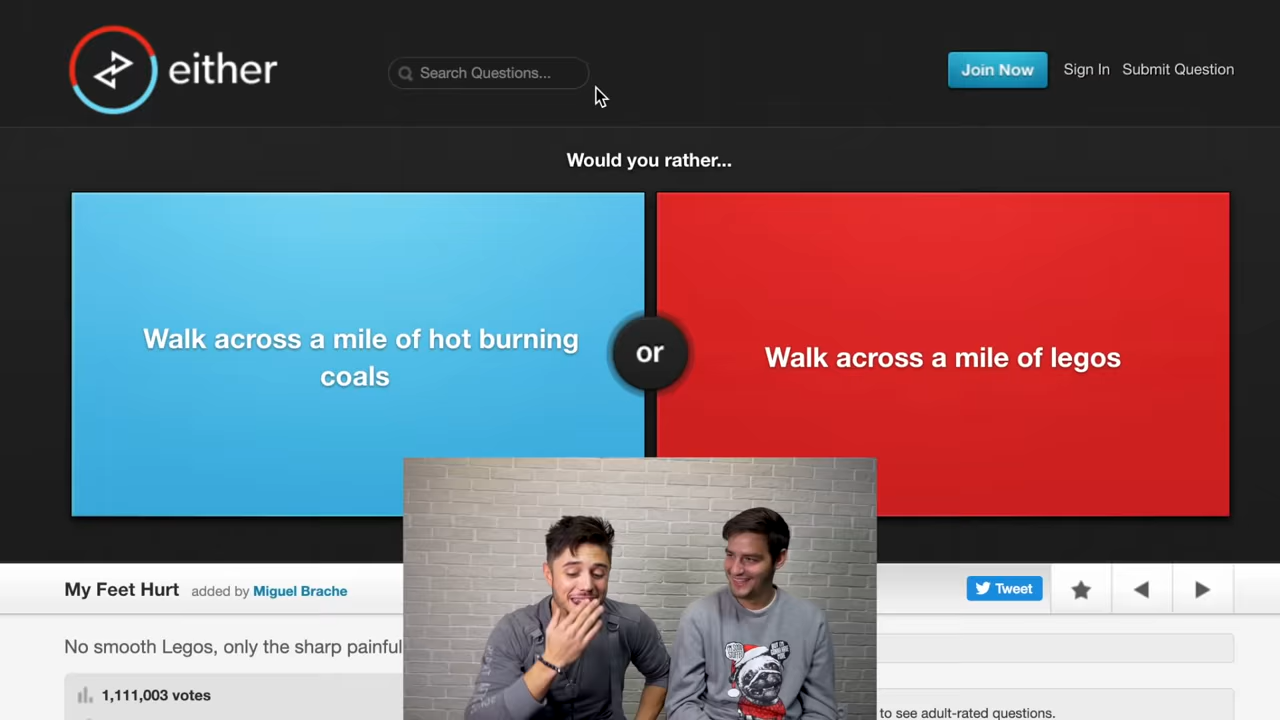 either
Search Questions...
Join Now
Sign In
Submit Question
Would you rather...
Walk across a mile of hot burning
coals
or
Walk across a mile of legos
My Feet Hurt
added by Miguel Brache
Tweet
No smooth Legos, only the sharp painful
1,111,003 votes
to see adult-rated questions.